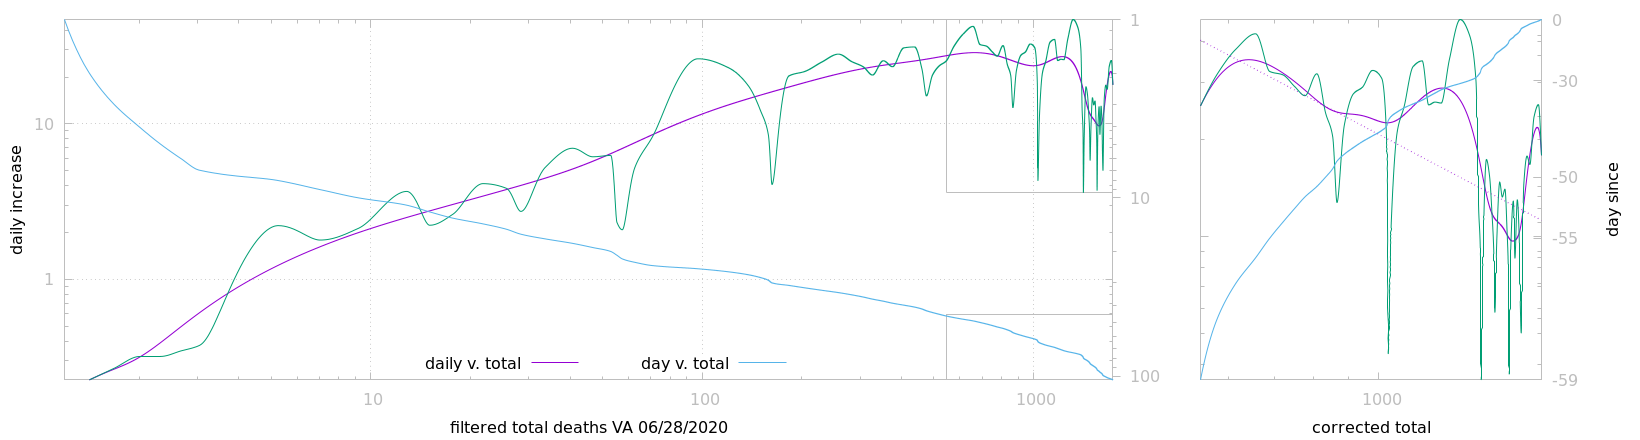 daily increase
10
1
daily v. total
day v. total
10
100
1000
filtered total deaths VA 06/28/2020
1
10
100
1000
corrected total
0
-30
-50
-55
-59
day since